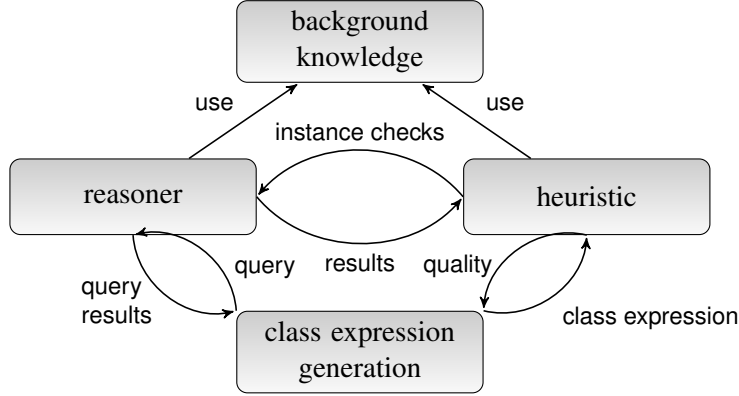 background
knowledge
use
use
instance checks
reasoner
heuristic
query
results
quality
query
results
class expression
class expression
generation